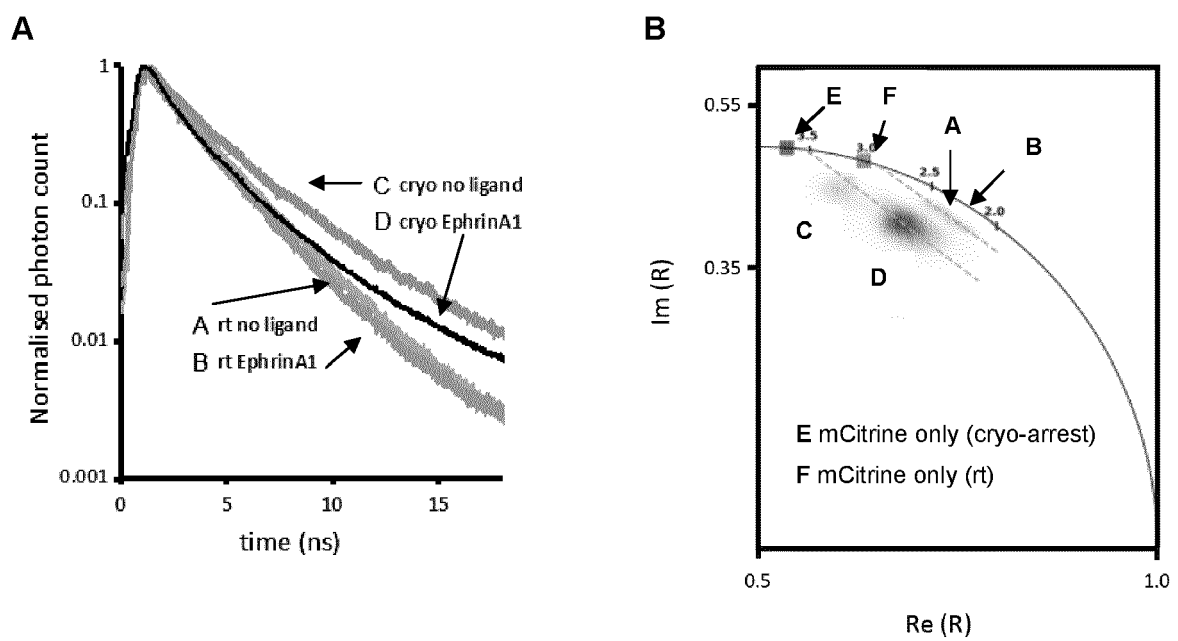 A
Normalised photon count
1
0.1
0.01
0.001
0
5
10
15
time (ns)
C cryo no ligand
D cryo EphrinA1
A rt no ligand
B rt EphrinA1
B
Im (R)
0.55
0.35
0.5
1.0
Re (R)
E
F
A
B
3.5
3.0
2.5
2.0
C
D
E mCitrine only (cryo-arrest)
F mCitrine only (rt)